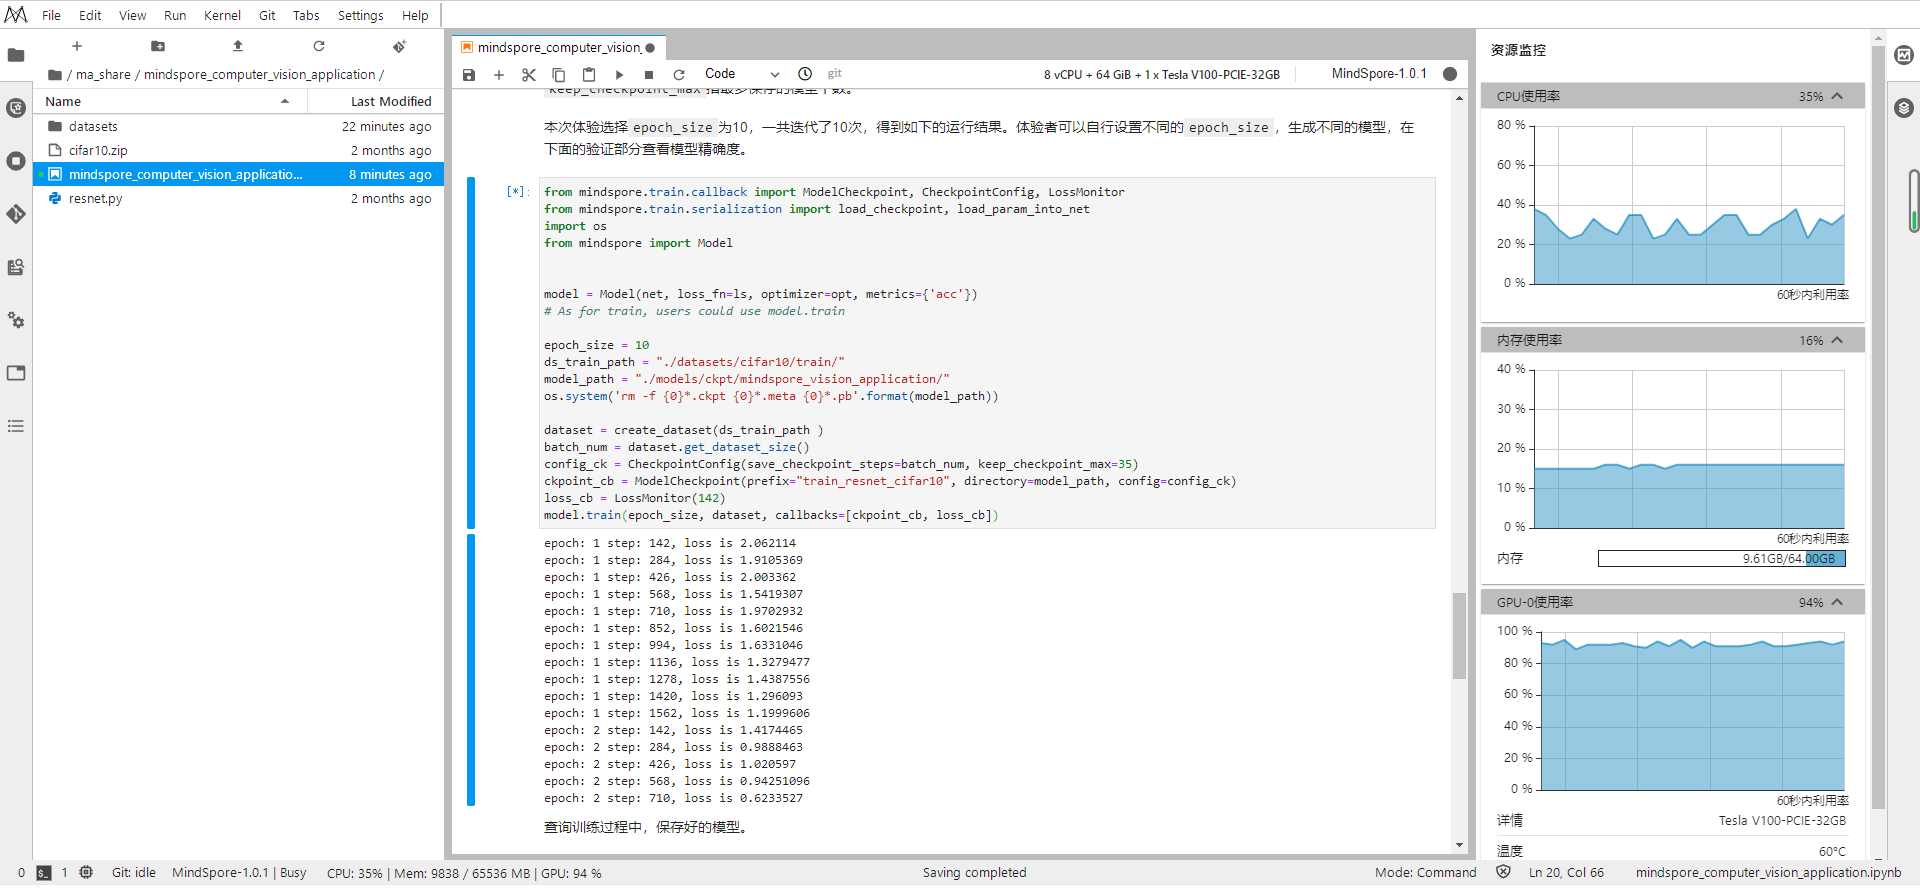 File Edit View Run Kernel Git Tabs Settings Help
/ ma_share / mindspore_computer_vision_application /
Name Last Modified
datasets 22 minutes ago
cifar10.zip 2 months ago
mindspore_computer_vision_applicatio... 8 minutes ago
resnet.py 2 months ago
mindspore_computer_vision_
Code git 8 vCPU + 64 GiB + 1 x Tesla V100-PCIE-32GB MindSpore-1.0.1
keep_checkpoint_max 指最多保存的模型个数。
本次体验选择 epoch_size 为10，一共迭代了10次，得到如下的运行结果。体验者可以自行设置不同的 epoch_size ，生成不同的模型，在
下面的验证部分查看模型精确度。
[*]:
from mindspore.train.callback import ModelCheckpoint, CheckpointConfig, LossMonitor
from mindspore.train.serialization import load_checkpoint, load_param_into_net
import os
from mindspore import Model
model = Model(net, loss_fn=ls, optimizer=opt, metrics={'acc'})
# As for train, users could use model.train
epoch_size = 10
ds_train_path = "./datasets/cifar10/train/"
model_path = "./models/ckpt/mindspore_vision_application/"
os.system('rm -f {0}*.ckpt {0}*.meta {0}*.pb'.format(model_path))
dataset = create_dataset(ds_train_path )
batch_num = dataset.get_dataset_size()
config_ck = CheckpointConfig(save_checkpoint_steps=batch_num, keep_checkpoint_max=35)
ckpoint_cb = ModelCheckpoint(prefix="train_resnet_cifar10", directory=model_path, config=config_ck)
loss_cb = LossMonitor(142)
model.train(epoch_size, dataset, callbacks=[ckpoint_cb, loss_cb])
epoch: 1 step: 142, loss is 2.062114
epoch: 1 step: 284, loss is 1.9105369
epoch: 1 step: 426, loss is 2.003362
epoch: 1 step: 568, loss is 1.5419307
epoch: 1 step: 710, loss is 1.9702932
epoch: 1 step: 852, loss is 1.6021546
epoch: 1 step: 994, loss is 1.6331046
epoch: 1 step: 1136, loss is 1.3279477
epoch: 1 step: 1278, loss is 1.4387556
epoch: 1 step: 1420, loss is 1.296093
epoch: 1 step: 1562, loss is 1.1999606
epoch: 2 step: 142, loss is 1.4174465
epoch: 2 step: 284, loss is 0.9888463
epoch: 2 step: 426, loss is 1.020597
epoch: 2 step: 568, loss is 0.94251096
epoch: 2 step: 710, loss is 0.6233527
查询训练过程中，保存好的模型。
资源监控
CPU使用率 35%
80 %
60 %
40 %
20 %
0 %
60秒内利用率
内存使用率 16%
40 %
30 %
20 %
10 %
0 %
60秒内利用率
内存 9.61GB/64.00GB
GPU-0使用率 94%
100 %
80 %
60 %
40 %
20 %
0 %
60秒内利用率
详情 Tesla V100-PCIE-32GB
温度 60°C
0 $_ 1 Git: idle MindSpore-1.0.1 | Busy CPU: 35% | Mem: 9838 / 65536 MB | GPU: 94 % Saving completed Mode: Command Ln 20, Col 66 mindspore_computer_vision_application.ipynb